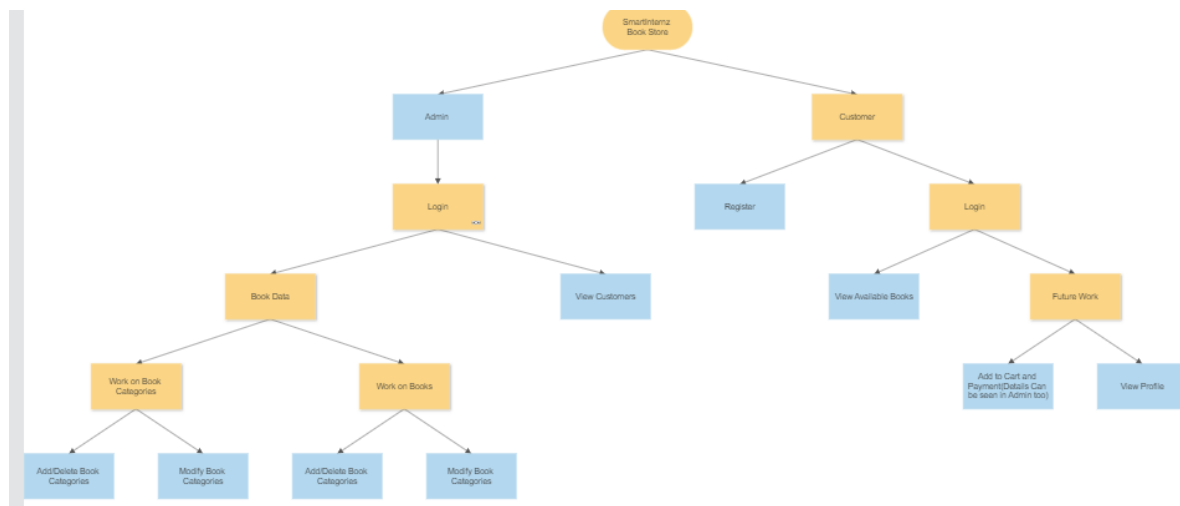 SmartInternz
Book Store
Admin
Customer
Login
Register
Login
Book Data
View Customers
View Available Books
Future Work
Work on Book
Categories
Work on Books
Add to Cart and
Payment(Details Can
be seen in Admin too)
View Profile
Add/Delete Book
Categories
Modify Book
Categories
Add/Delete Book
Categories
Modify Book
Categories